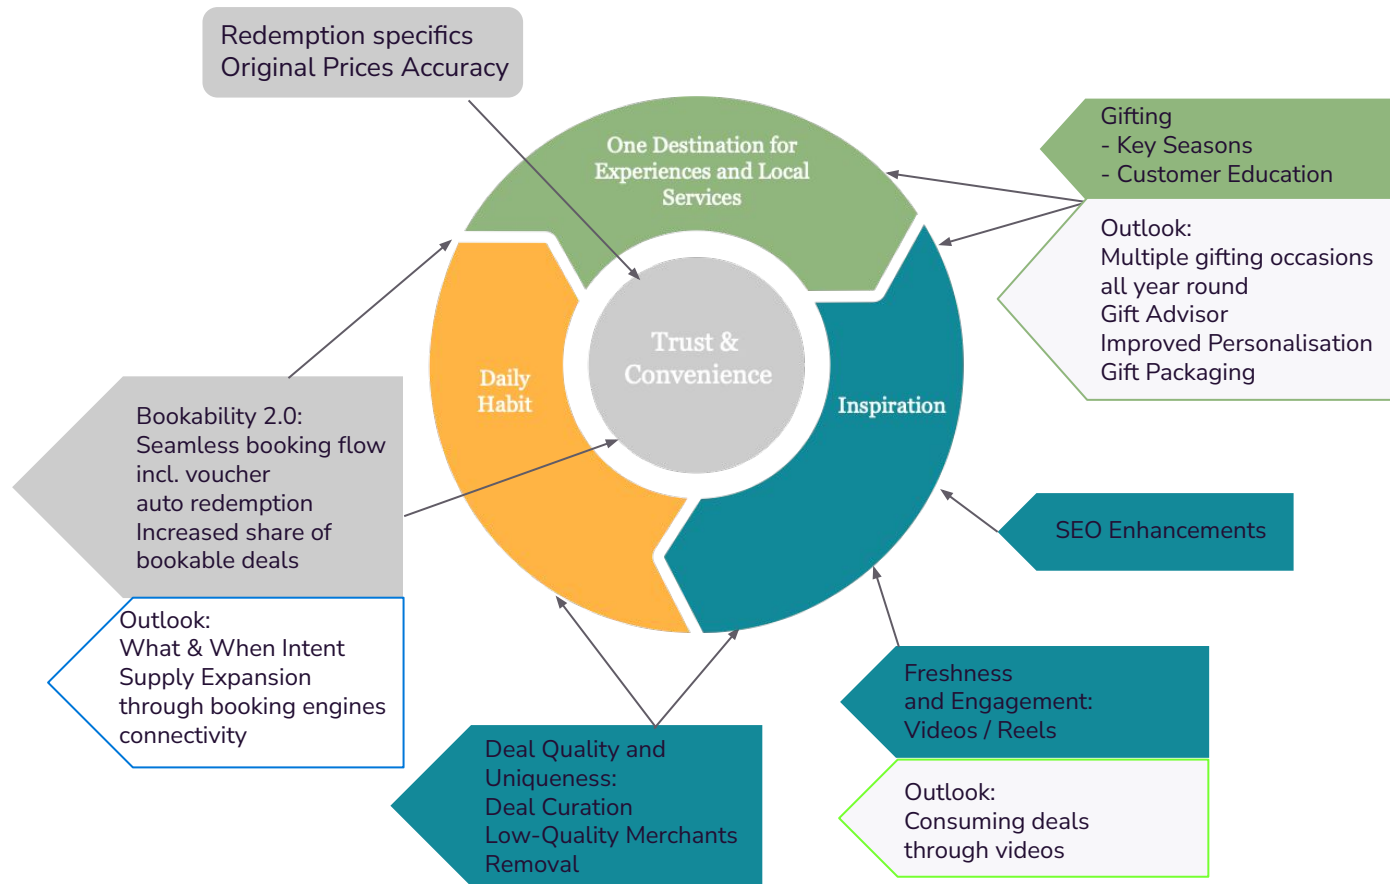 Redemption specifics
Original Prices Accuracy
One Destination for
Experiences and Local
Services
Gifting
- Key Seasons
- Customer Education
Outlook:
Multiple gifting occasions
all year round
Gift Advisor
Improved Personalisation
Gift Packaging
Trust &
Convenience
Daily
Habit
Inspiration
Bookability 2.0:
Seamless booking flow
incl. voucher
auto redemption
Increased share of
bookable deals
Outlook:
What & When Intent
Supply Expansion
through booking engines
connectivity
SEO Enhancements
Freshness
and Engagement:
Videos / Reels
Outlook:
Consuming deals
through videos
Deal Quality and
Uniqueness:
Deal Curation
Low-Quality Merchants
Removal